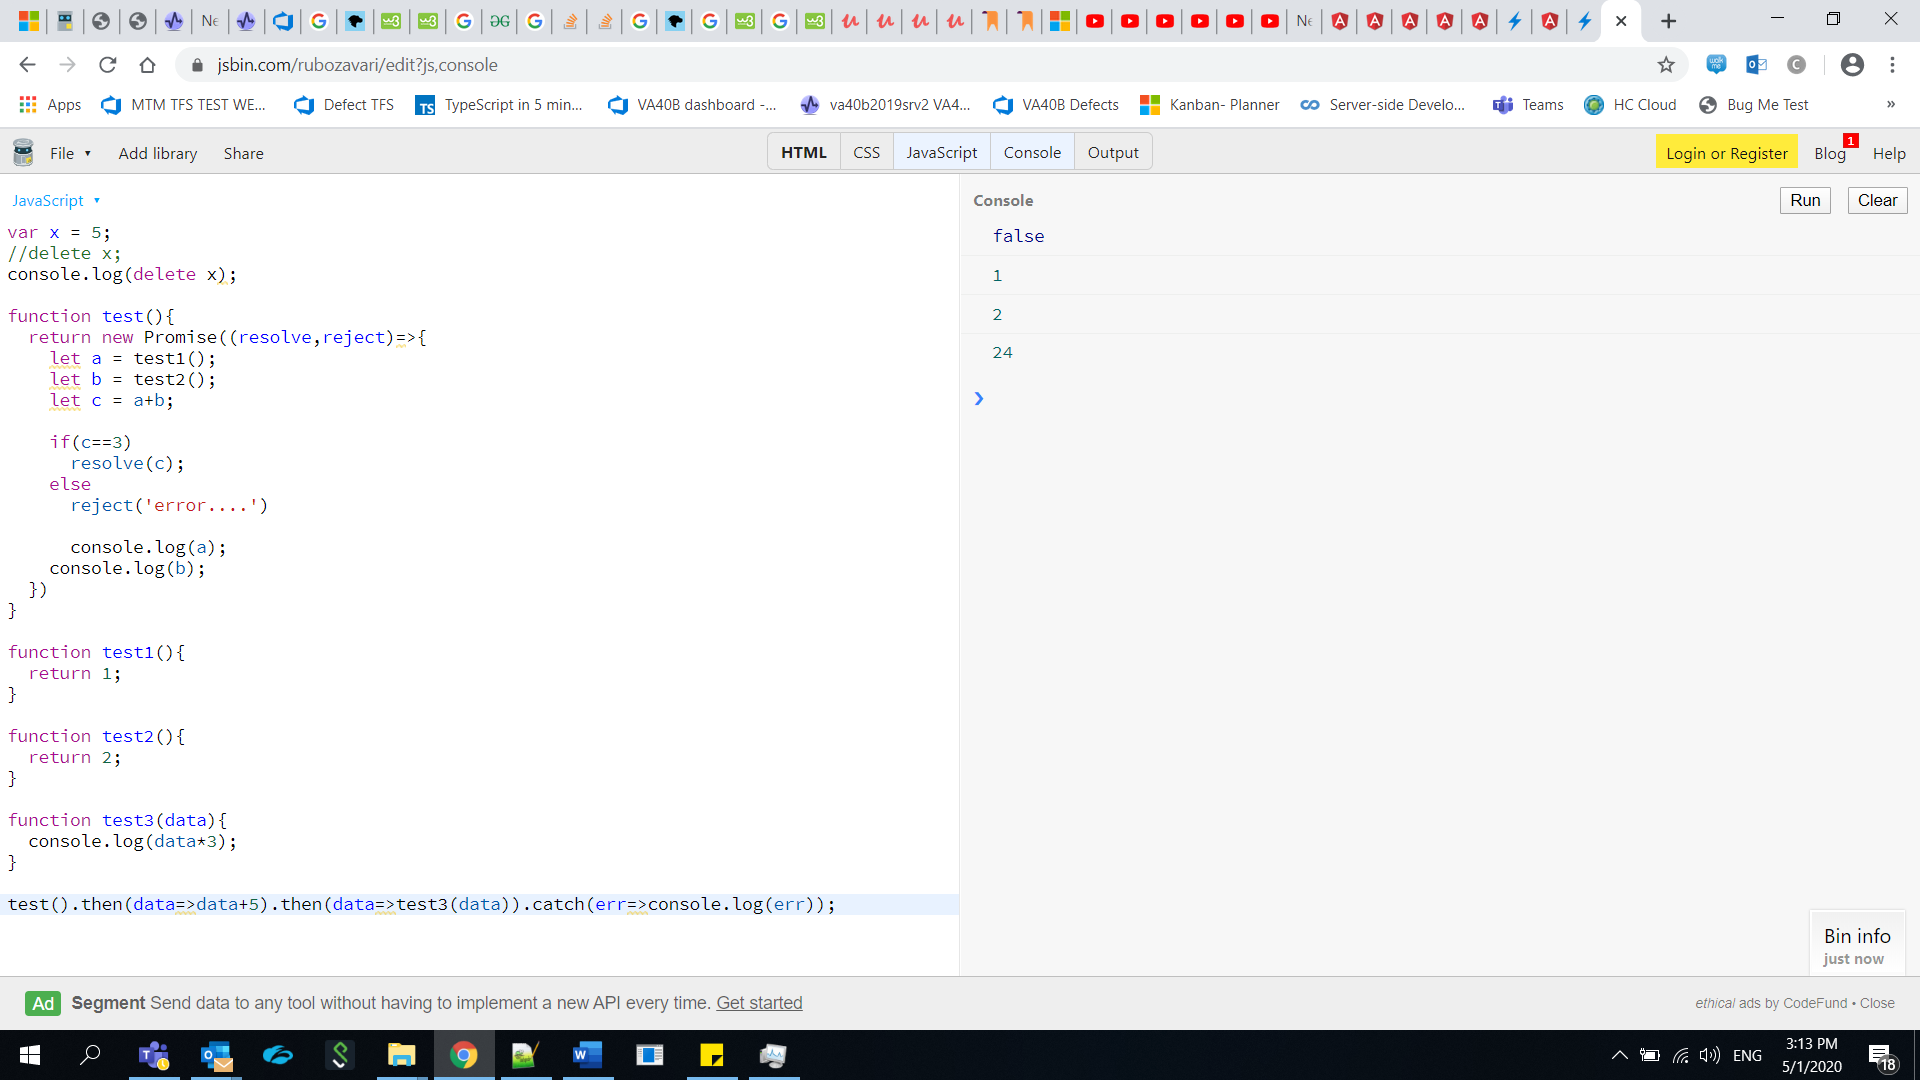 Ne
Ne
jsbin.com/rubozavari/edit?js,console
Apps MTM TFS TEST WE... Defect TFS TypeScript in 5 min... VA40B dashboard -... va40b2019srv2 VA4... VA40B Defects Kanban- Planner Server-side Develo... Teams HC Cloud Bug Me Test »
File Add library Share HTML CSS JavaScript Console Output Login or Register Blog 1 Help
JavaScript
var x = 5;
//delete x;
console.log(delete x);
function test(){
return new Promise((resolve,reject)=>{
let a = test1();
let b = test2();
let c = a+b;
if(c==3)
resolve(c);
else
reject('error....')
console.log(a);
console.log(b);
})
}
function test1(){
return 1;
}
function test2(){
return 2;
}
function test3(data){
console.log(data*3);
}
test().then(data=>data+5).then(data=>test3(data)).catch(err=>console.log(err));
Console Run Clear
false
1
2
24
Bin info
just now
Ad Segment Send data to any tool without having to implement a new API every time. Get started
ethical ads by CodeFund • Close
ENG
3:13 PM
5/1/2020
18